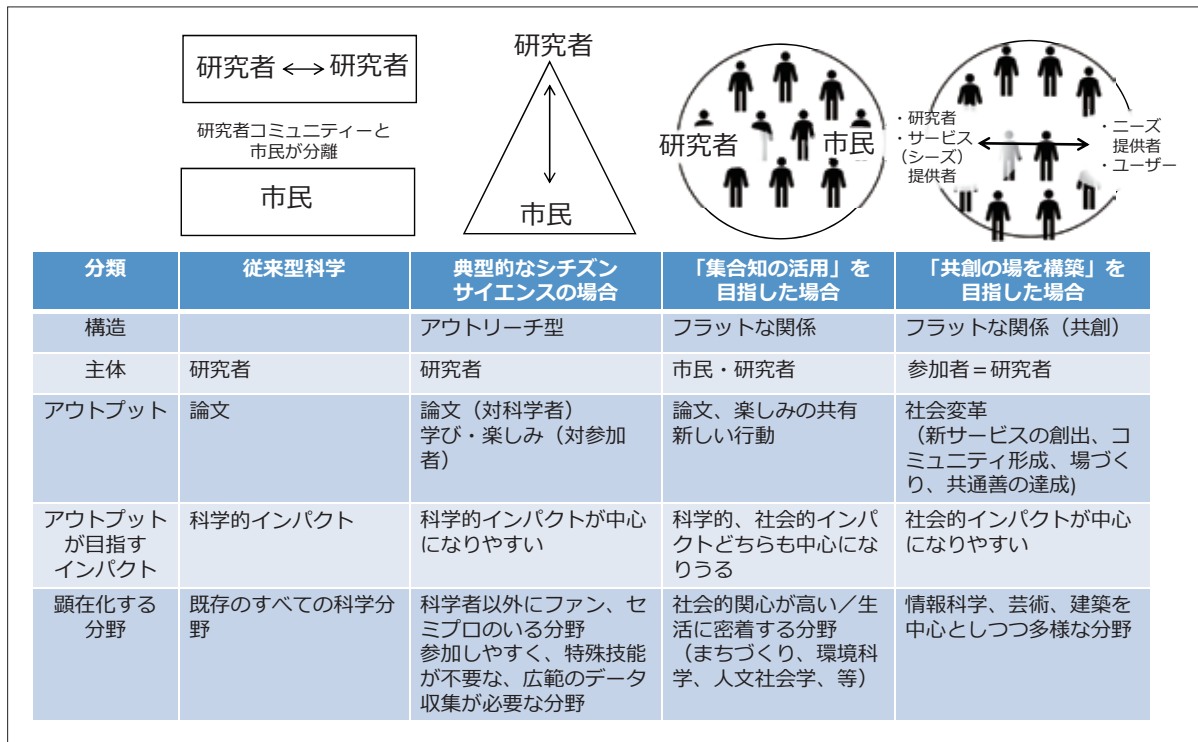 研究者 ⟷ 研究者
研究者コミュニティーと
市民が分離
市民
研究者
市民
研究者
市民
・研究者
・サービス
（シーズ）
提供者
・ニーズ
提供者
・ユーザー
分類
従来型科学
典型的なシチズン
サイエンスの場合
「集合知の活用」を
目指した場合
「共創の場を構築」を
目指した場合
構造
アウトリーチ型
フラットな関係
フラットな関係（共創）
主体
研究者
研究者
市民・研究者
参加者＝研究者
アウトプット
論文
論文（対科学者）
学び・楽しみ（対参加
者）
論文、楽しみの共有
新しい行動
社会変革
（新サービスの創出、コ
ミュニティ形成、場づく
り、共通善の達成)
アウトプット
が目指す
インパクト
科学的インパクト
科学的インパクトが中心
になりやすい
科学的、社会的インパ
クトどちらも中心にな
りうる
社会的インパクトが中心
になりやすい
顕在化する
分野
既存のすべての科学分
野
科学者以外にファン、セ
ミプロのいる分野
参加しやすく、特殊技能
が不要な、広範のデータ
収集が必要な分野
社会的関心が高い／生
活に密着する分野
（まちづくり、環境科
学、人文社会学、等）
情報科学、芸術、建築を
中心としつつ多様な分野